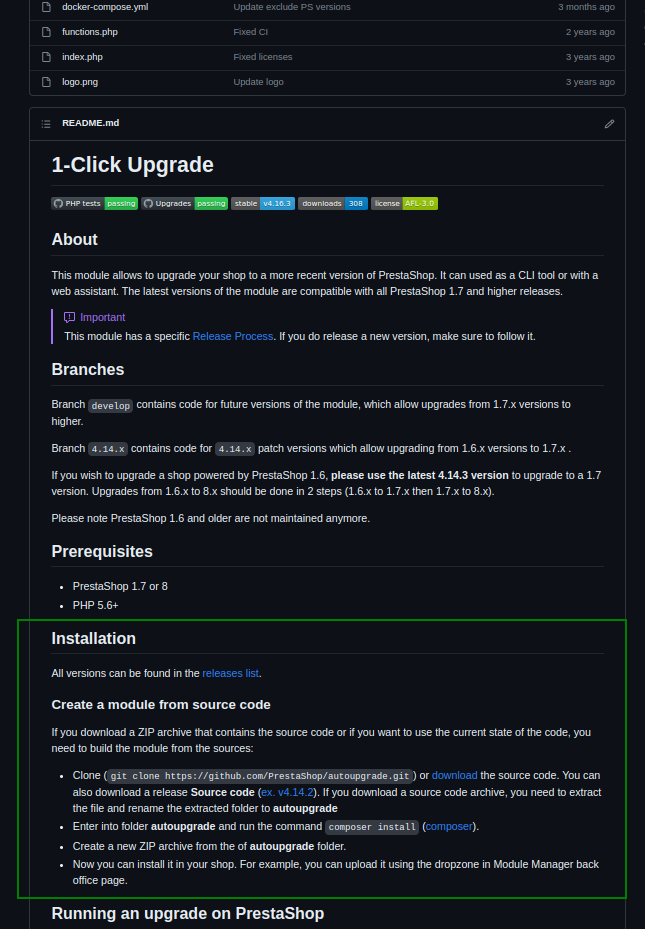 docker-compose.yml Update exclude PS versions 3 months ago
functions.php Fixed CI 2 years ago
index.php Fixed licenses 3 years ago
logo.png Update logo 3 years ago
README.md
1-Click Upgrade
PHP tests passing Upgrades passing stable v4.16.3 downloads 308 license AFL-3.0
About
This module allows to upgrade your shop to a more recent version of PrestaShop. It can used as a CLI tool or with a
web assistant. The latest versions of the module are compatible with all PrestaShop 1.7 and higher releases.
Important
This module has a specific Release Process. If you do release a new version, make sure to follow it.
Branches
Branch develop contains code for future versions of the module, which allow upgrades from 1.7.x versions to
higher.
Branch 4.14.x contains code for 4.14.x patch versions which allow upgrading from 1.6.x versions to 1.7.x .
If you wish to upgrade a shop powered by PrestaShop 1.6, please use the latest 4.14.3 version to upgrade to a 1.7
version. Upgrades from 1.6.x to 8.x should be done in 2 steps (1.6.x to 1.7.x then 1.7.x to 8.x).
Please note PrestaShop 1.6 and older are not maintained anymore.
Prerequisites
• PrestaShop 1.7 or 8
• PHP 5.6+
Installation
All versions can be found in the releases list.
Create a module from source code
If you download a ZIP archive that contains the source code or if you want to use the current state of the code, you
need to build the module from the sources:
• Clone (git clone https://github.com/PrestaShop/autoupgrade.git) or download the source code. You can
also download a release Source code (ex. v4.14.2). If you download a source code archive, you need to extract
the file and rename the extracted folder to autoupgrade
• Enter into folder autoupgrade and run the command composer install (composer).
• Create a new ZIP archive from the of autoupgrade folder.
• Now you can install it in your shop. For example, you can upload it using the dropzone in Module Manager back
office page.
Running an upgrade on PrestaShop